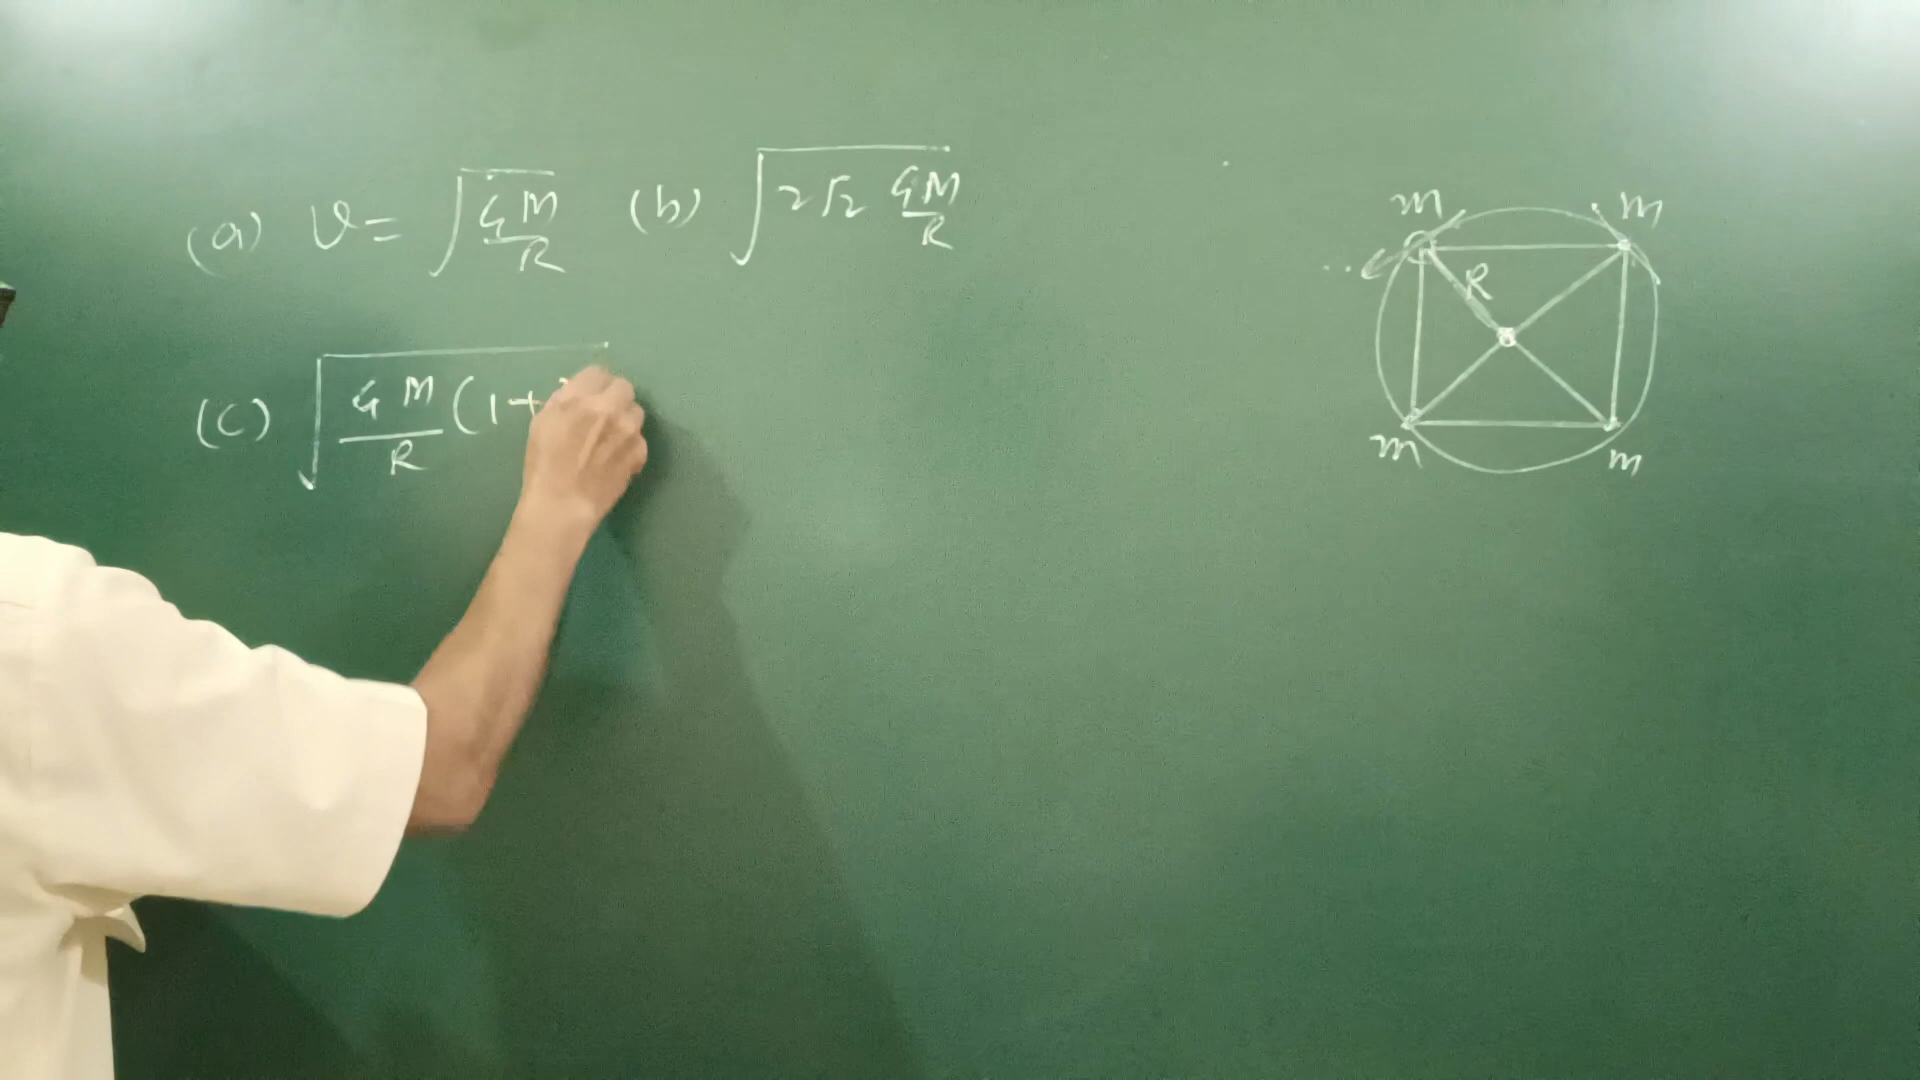 (a) v = √GM/R (b) √2√2 GM/R
(c) √GM/R (1+
m m
R
m m